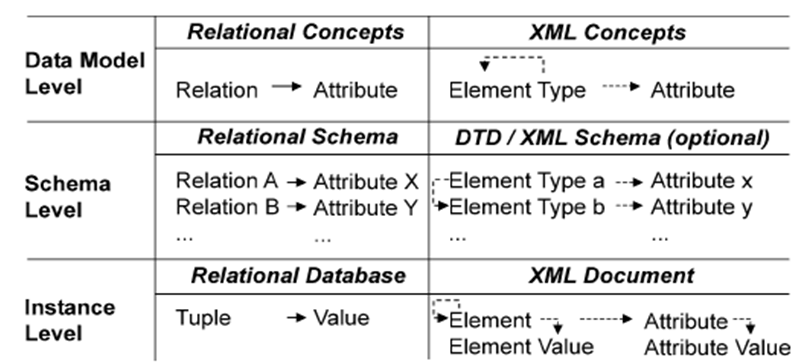 Relational Concepts XML Concepts
Data Model Level
Relation Attribute Element Type Attribute
Relational Schema DTD / XML Schema (optional)
Schema Level
Relation A Attribute X Element Type a Attribute x
Relation B Attribute Y Element Type b Attribute y
... ... ... ...
Relational Database XML Document
Instance Level
Tuple Value Element Attribute
Element Value Attribute Value